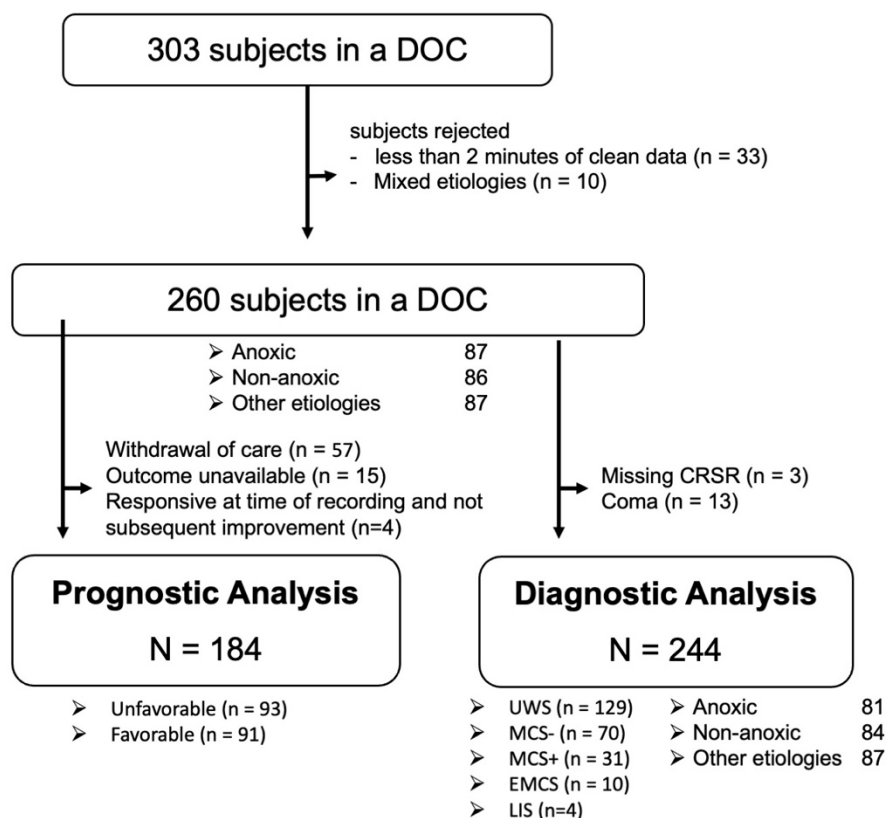 303 subjects in a DOC
subjects rejected
- less than 2 minutes of clean data (n = 33)
- Mixed etiologies (n = 10)
260 subjects in a DOC
➢ Anoxic 87
➢ Non-anoxic 86
➢ Other etiologies 87
Withdrawal of care (n = 57)
Outcome unavailable (n = 15)
Responsive at time of recording and not
subsequent improvement (n=4)
Missing CRSR (n = 3)
Coma (n = 13)
Prognostic Analysis
N = 184
➢ Unfavorable (n = 93)
➢ Favorable (n = 91)
Diagnostic Analysis
N = 244
➢ UWS (n = 129)
➢ MCS- (n = 70)
➢ MCS+ (n = 31)
➢ EMCS (n = 10)
➢ LIS (n=4)
➢ Anoxic 81
➢ Non-anoxic 84
➢ Other etiologies 87